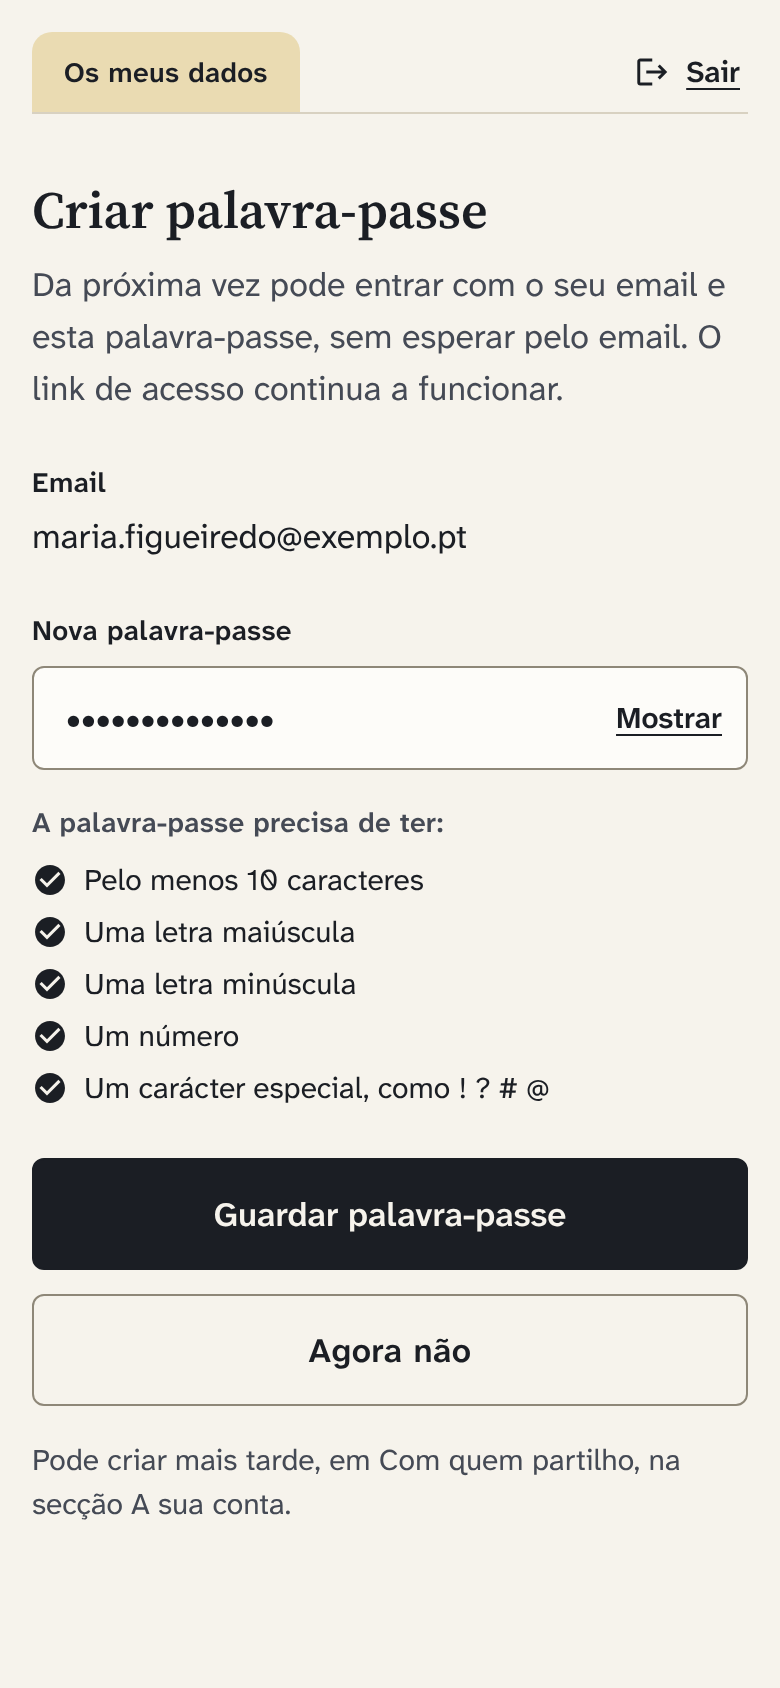 Os meus dados
Sair
Criar palavra-passe
Da próxima vez pode entrar com o seu email e
esta palavra-passe, sem esperar pelo email. O
link de acesso continua a funcionar.
Email
maria.figueiredo@exemplo.pt
Nova palavra-passe
••••••••••••••
Mostrar
A palavra-passe precisa de ter:
Pelo menos 10 caracteres
Uma letra maiúscula
Uma letra minúscula
Um número
Um carácter especial, como ! ? # @
Guardar palavra-passe
Agora não
Pode criar mais tarde, em Com quem partilho, na
secção A sua conta.